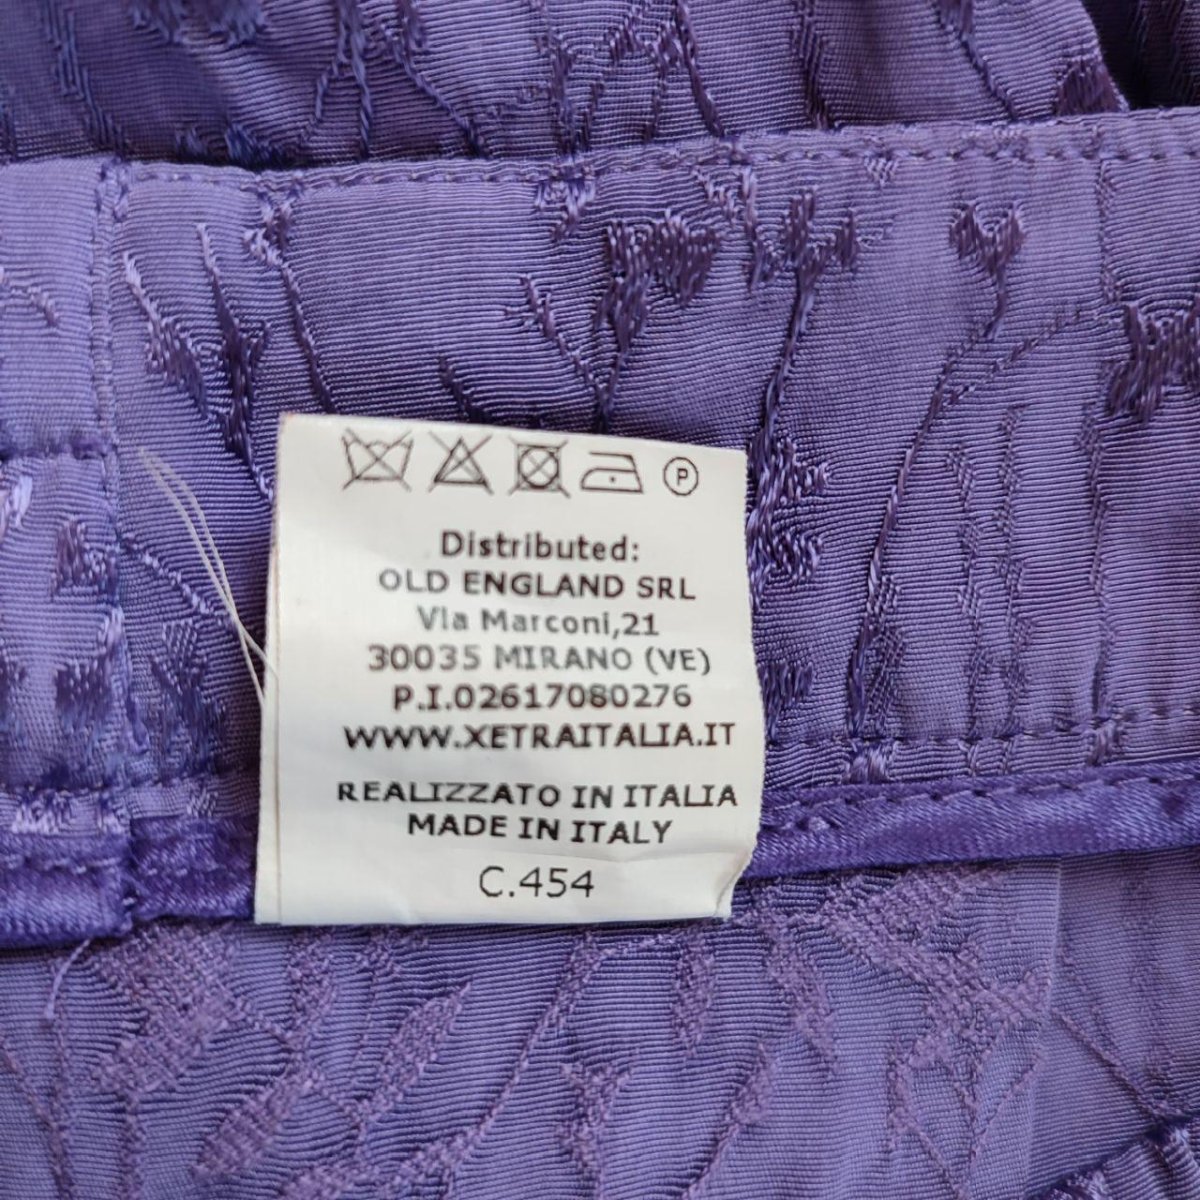 P
Distributed:
OLD ENGLAND SRL
Via Marconi,21
30035 MIRANO (VE)
P.I.02617080276
WWW.XETRAITALIA.IT
REALIZZATO IN ITALIA
MADE IN ITALY
C.454